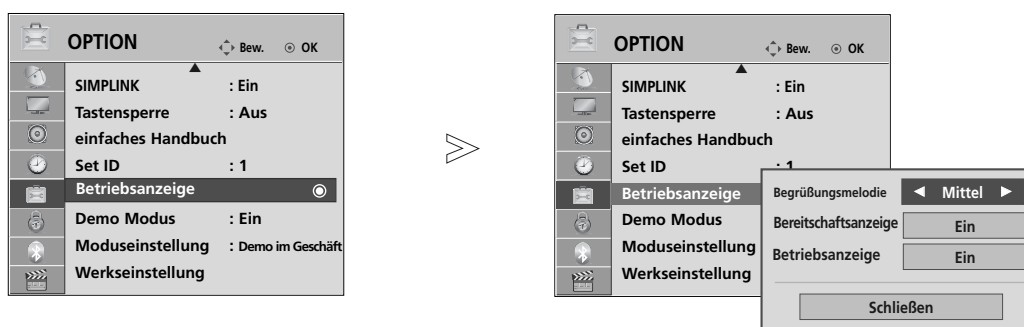 OPTION Bew. OK
SIMPLINK : Ein
Tastensperre : Aus
einfaches Handbuch
Set ID : 1
Betriebsanzeige
Demo Modus : Ein
Moduseinstellung : Demo im Geschäft
Werkseinstellung
OPTION Bew. OK
SIMPLINK : Ein
Tastensperre : Aus
einfaches Handbuch
Set ID : 1
Betriebsanzeige
Demo Modus
Moduseinstellung
Werkseinstellung
Begrüßungsmelodie ◄ Mittel ►
Bereitschaftsanzeige Ein
Betriebsanzeige Ein
Schließen